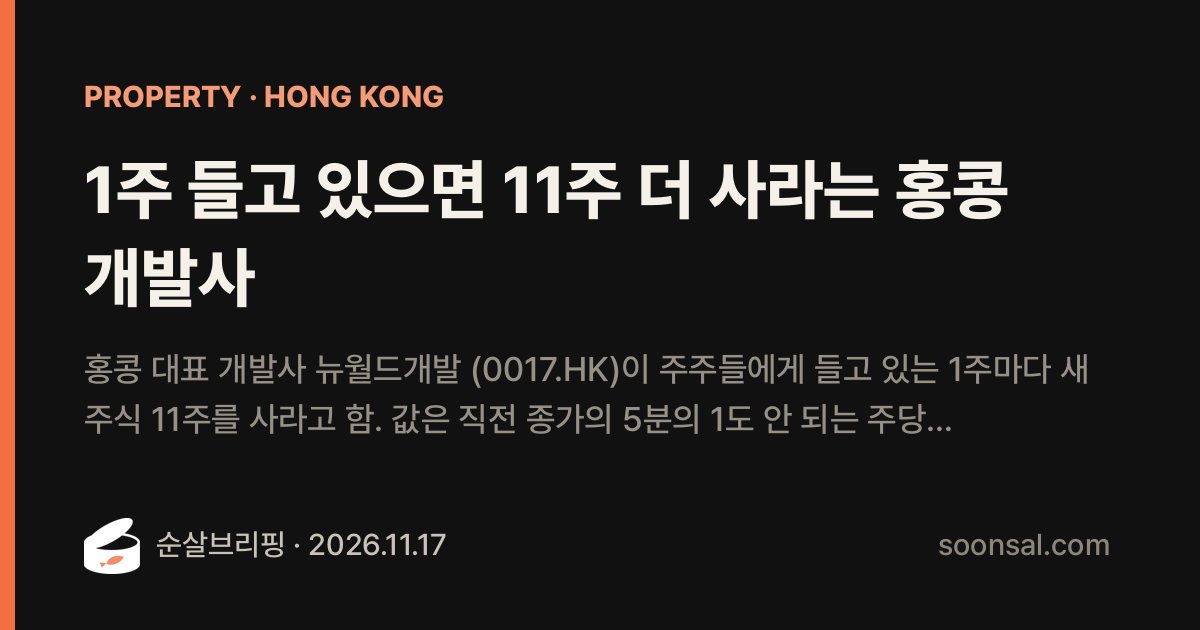 PROPERTY · HONG KONG
1주 들고 있으면 11주 더 사라는 홍콩
개발사
홍콩 대표 개발사 뉴월드개발 (0017.HK)이 주주들에게 들고 있는 1주마다 새
주식 11주를 사라고 함. 값은 직전 종가의 5분의 1도 안 되는 주당...
순살브리핑 · 2026.11.17
soonsal.com